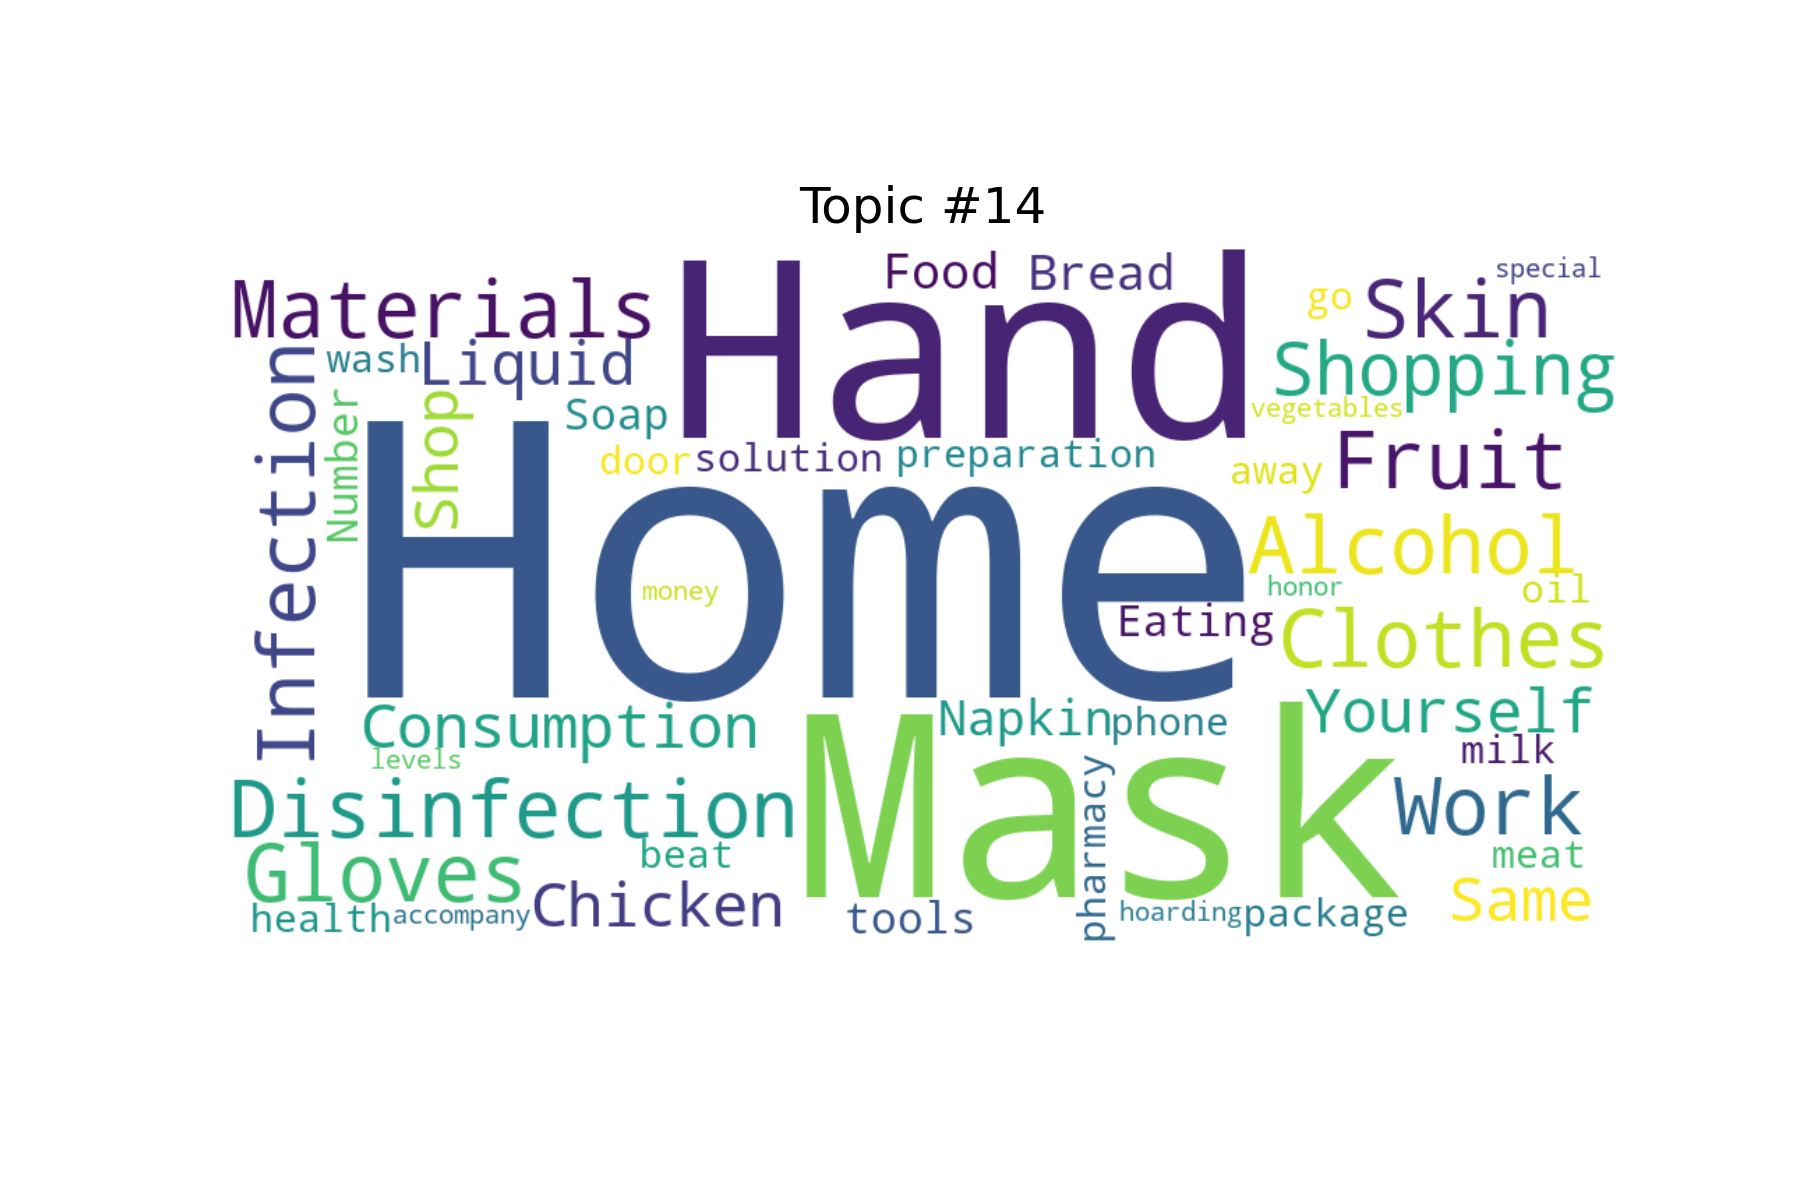 Topic #14
Hand
Food
Bread
special
Materials
go
Skin
wash
Liquid
Shopping
Infection
Number
Shop
Soap
vegetables
door
solution
preparation
away
Fruit
Home
Alcohol
money
honor
oil
Eating
Clothes
Consumption
Napkin
phone
Yourself
levels
Mask
milk
Disinfection
pharmacy
Work
Gloves
beat
meat
health
accompany
Chicken
tools
hoarding
package
Same